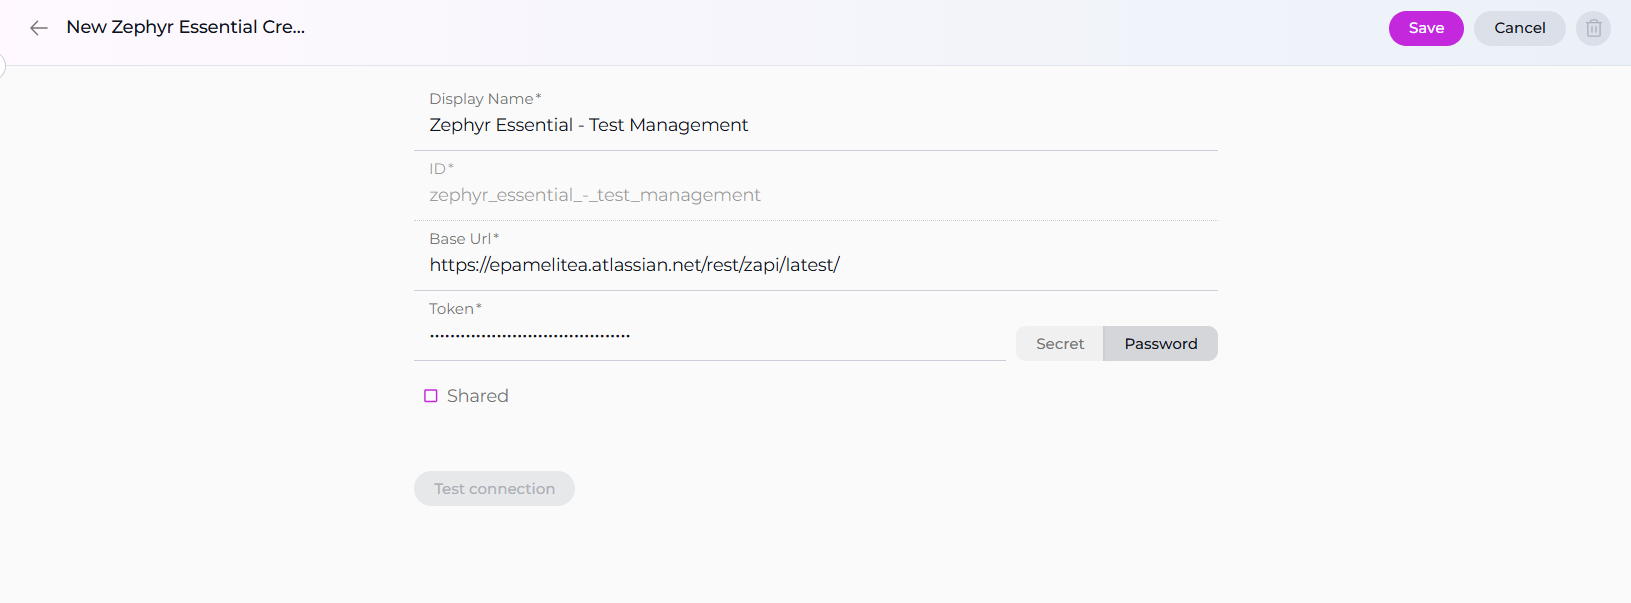 New Zephyr Essential Cre...
Save
Cancel
Display Name*
Zephyr Essential - Test Management
ID*
zephyr_essential_-_test_management
Base Url*
https://epamelitea.atlassian.net/rest/zapi/latest/
Token*
Secret
Password
Shared
Test connection